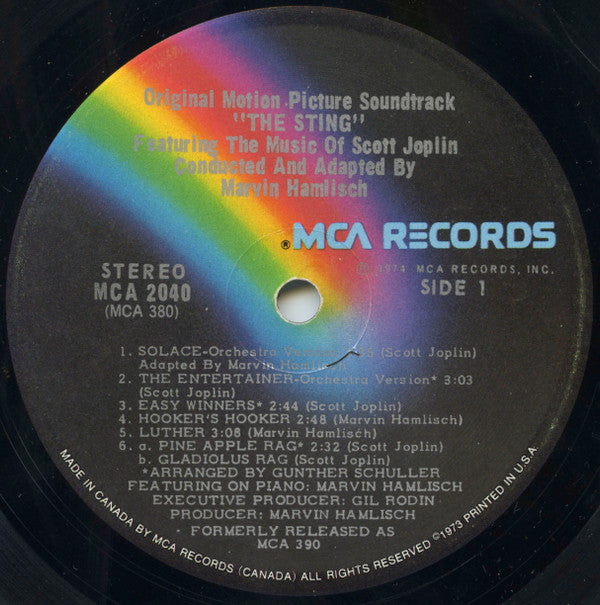 Original Motion Picture Soundtrack
"THE STING"
Featuring The Music Of Scott Joplin
Conducted And Adapted By
Marvin Hamlisch
® MCA RECORDS
℗ 1974 MCA RECORDS, INC.
STEREO
MCA 2040
(MCA 380)
SIDE 1
1. SOLACE-Orchestra (Scott Joplin)
Adapted By Marvin Hamlisch
2. THE ENTERTAINER-Orchestra Version* 3:03
(Scott Joplin)
3. EASY WINNERS* 2:44 (Scott Joplin)
4. HOOKER'S HOOKER 2:48 (Marvin Hamlisch)
5. LUTHER 3:08 (Marvin Hamlisch)
6. a. PINE APPLE RAG* 2:32 (Scott Joplin)
b. GLADIOLUS RAG (Scott Joplin)
*ARRANGED BY GUNTHER SCHULLER
FEATURING ON PIANO: MARVIN HAMLISCH
EXECUTIVE PRODUCER: GIL RODIN
PRODUCER: MARVIN HAMLISCH
FORMERLY RELEASED AS
MCA 390
MADE IN CANADA BY MCA RECORDS (CANADA) ALL RIGHTS RESERVED ©1973 PRINTED IN U.S.A.